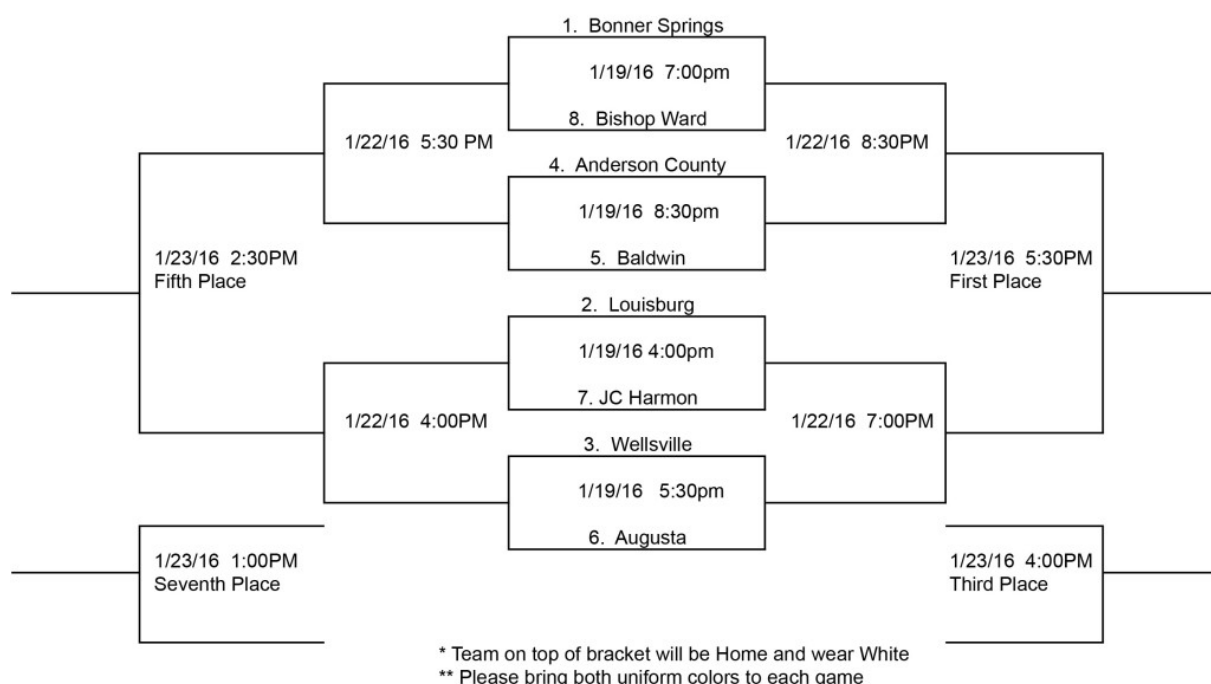 1. Bonner Springs
1/19/16 7:00pm
8. Bishop Ward
1/22/16 5:30 PM
1/22/16 8:30PM
4. Anderson County
1/19/16 8:30pm
5. Baldwin
1/23/16 2:30PM
Fifth Place
1/23/16 5:30PM
First Place
2. Louisburg
1/19/16 4:00pm
7. JC Harmon
1/22/16 4:00PM
1/22/16 7:00PM
3. Wellsville
1/19/16 5:30pm
6. Augusta
1/23/16 1:00PM
Seventh Place
1/23/16 4:00PM
Third Place
* Team on top of bracket will be Home and wear White
** Please bring both uniform colors to each game